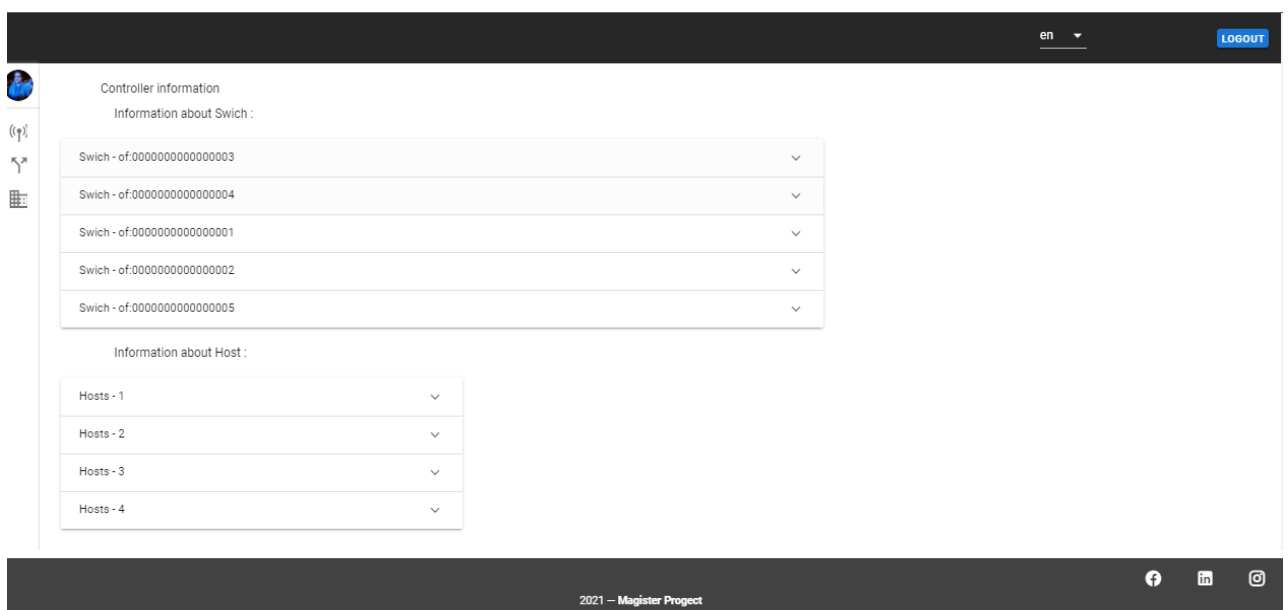 en
LOGOUT
Controller information
Information about Swich :
Swich - of:0000000000000003
Swich - of:0000000000000004
Swich - of:0000000000000001
Swich - of:0000000000000002
Swich - of:0000000000000005
Information about Host :
Hosts - 1
Hosts - 2
Hosts - 3
Hosts - 4
2021 — Magister Progect